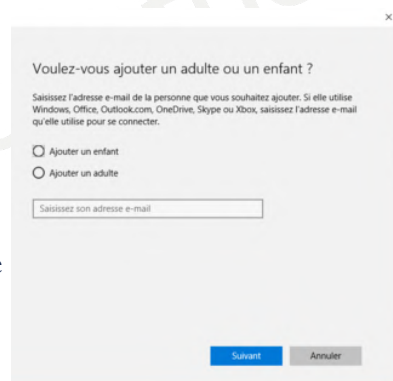 Voulez-vous ajouter un adulte ou un enfant ?
Saisissez l'adresse e-mail de la personne que vous souhaitez ajouter. Si elle utilise
Windows, Office, Outlook.com, OneDrive, Skype ou Xbox, saisissez l'adresse e-mail
qu'elle utilise pour se connecter.
Ajouter un enfant
Ajouter un adulte
Saisissez son adresse e-mail
Suivant Annuler